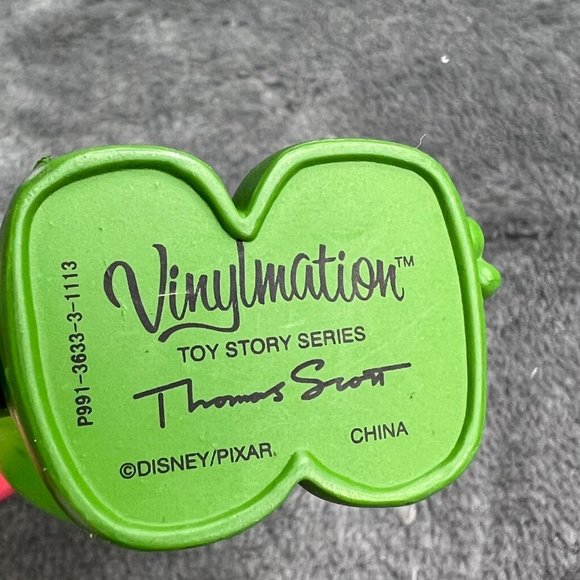 Vinylmation™
TOY STORY SERIES
Thomas Scott
©DISNEY/PIXAR
CHINA
P991-3633-3-1113